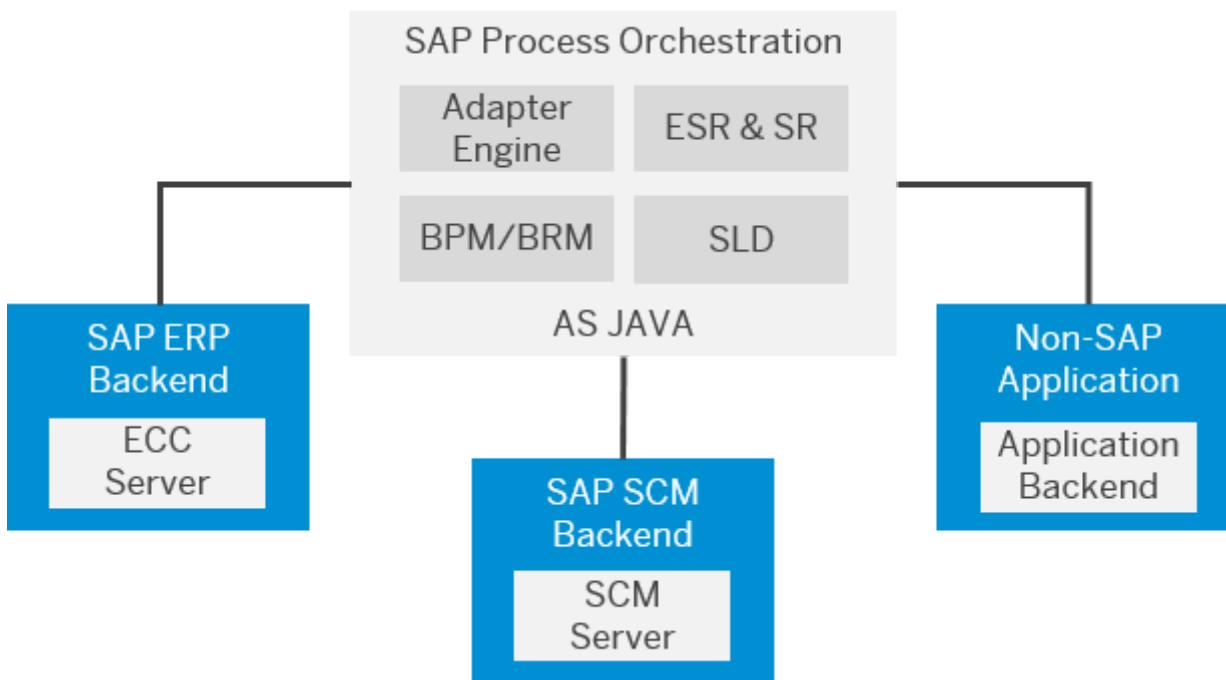 SAP Process Orchestration
Adapter
Engine
ESR & SR
BPM/BRM
SLD
AS JAVA
SAP ERP
Backend
ECC
Server
SAP SCM
Backend
SCM
Server
Non-SAP
Application
Application
Backend